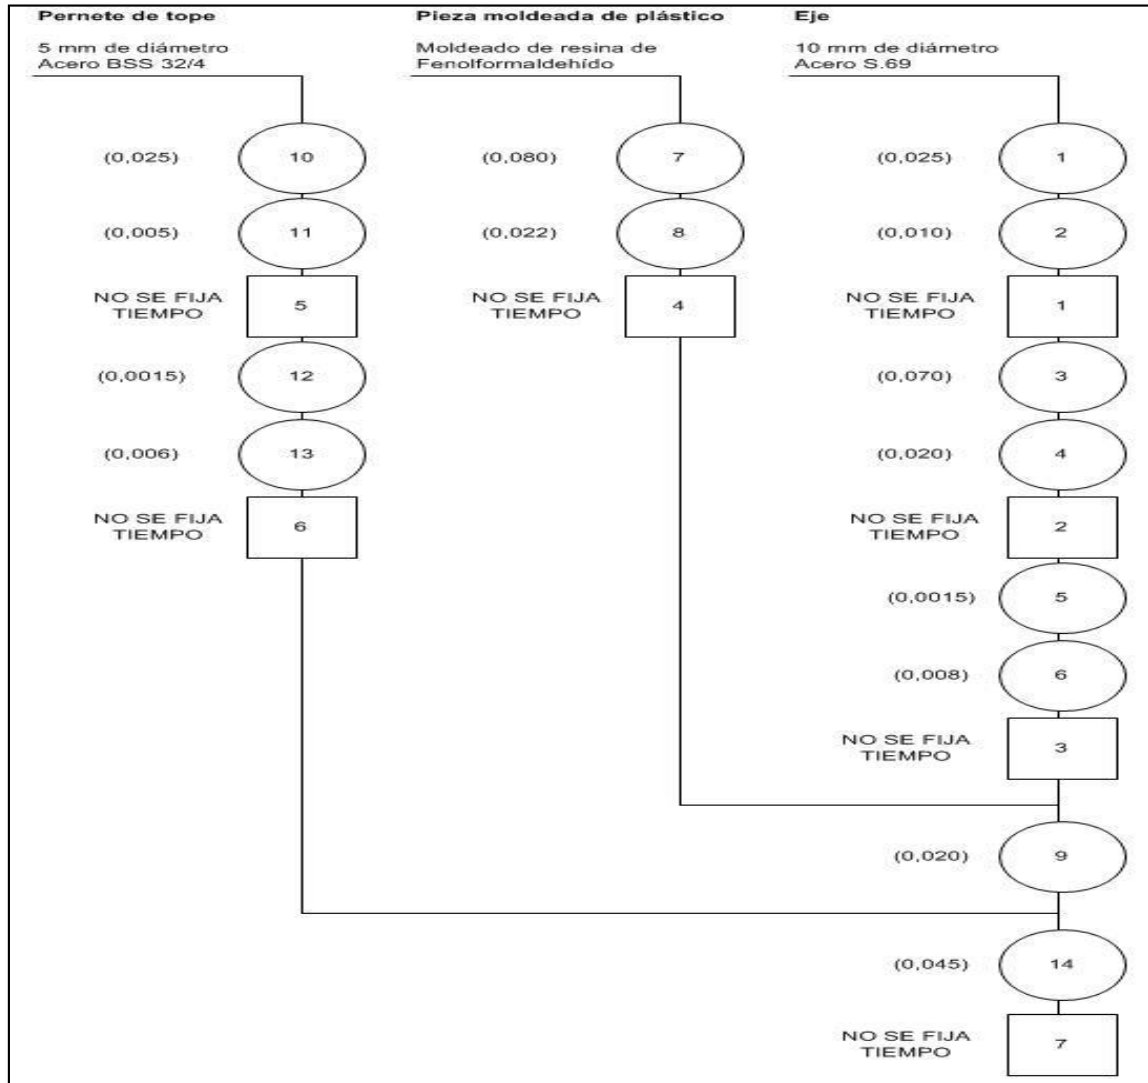 Pernete de tope
5 mm de diámetro
Acero BSS 32/4
(0,025)
10
(0,005)
11
NO SE FIJA
TIEMPO
5
(0,0015)
12
(0,006)
13
NO SE FIJA
TIEMPO
6
Pieza moldeada de plástico
Moldeado de resina de
Fenolformaldehído
(0,080)
7
(0,022)
8
NO SE FIJA
TIEMPO
4
Eje
10 mm de diámetro
Acero S.69
(0,025)
1
(0,010)
2
NO SE FIJA
TIEMPO
1
(0,070)
3
(0,020)
4
NO SE FIJA
TIEMPO
2
(0,0015)
5
(0,008)
6
NO SE FIJA
TIEMPO
3
(0,020)
9
(0,045)
14
NO SE FIJA
TIEMPO
7